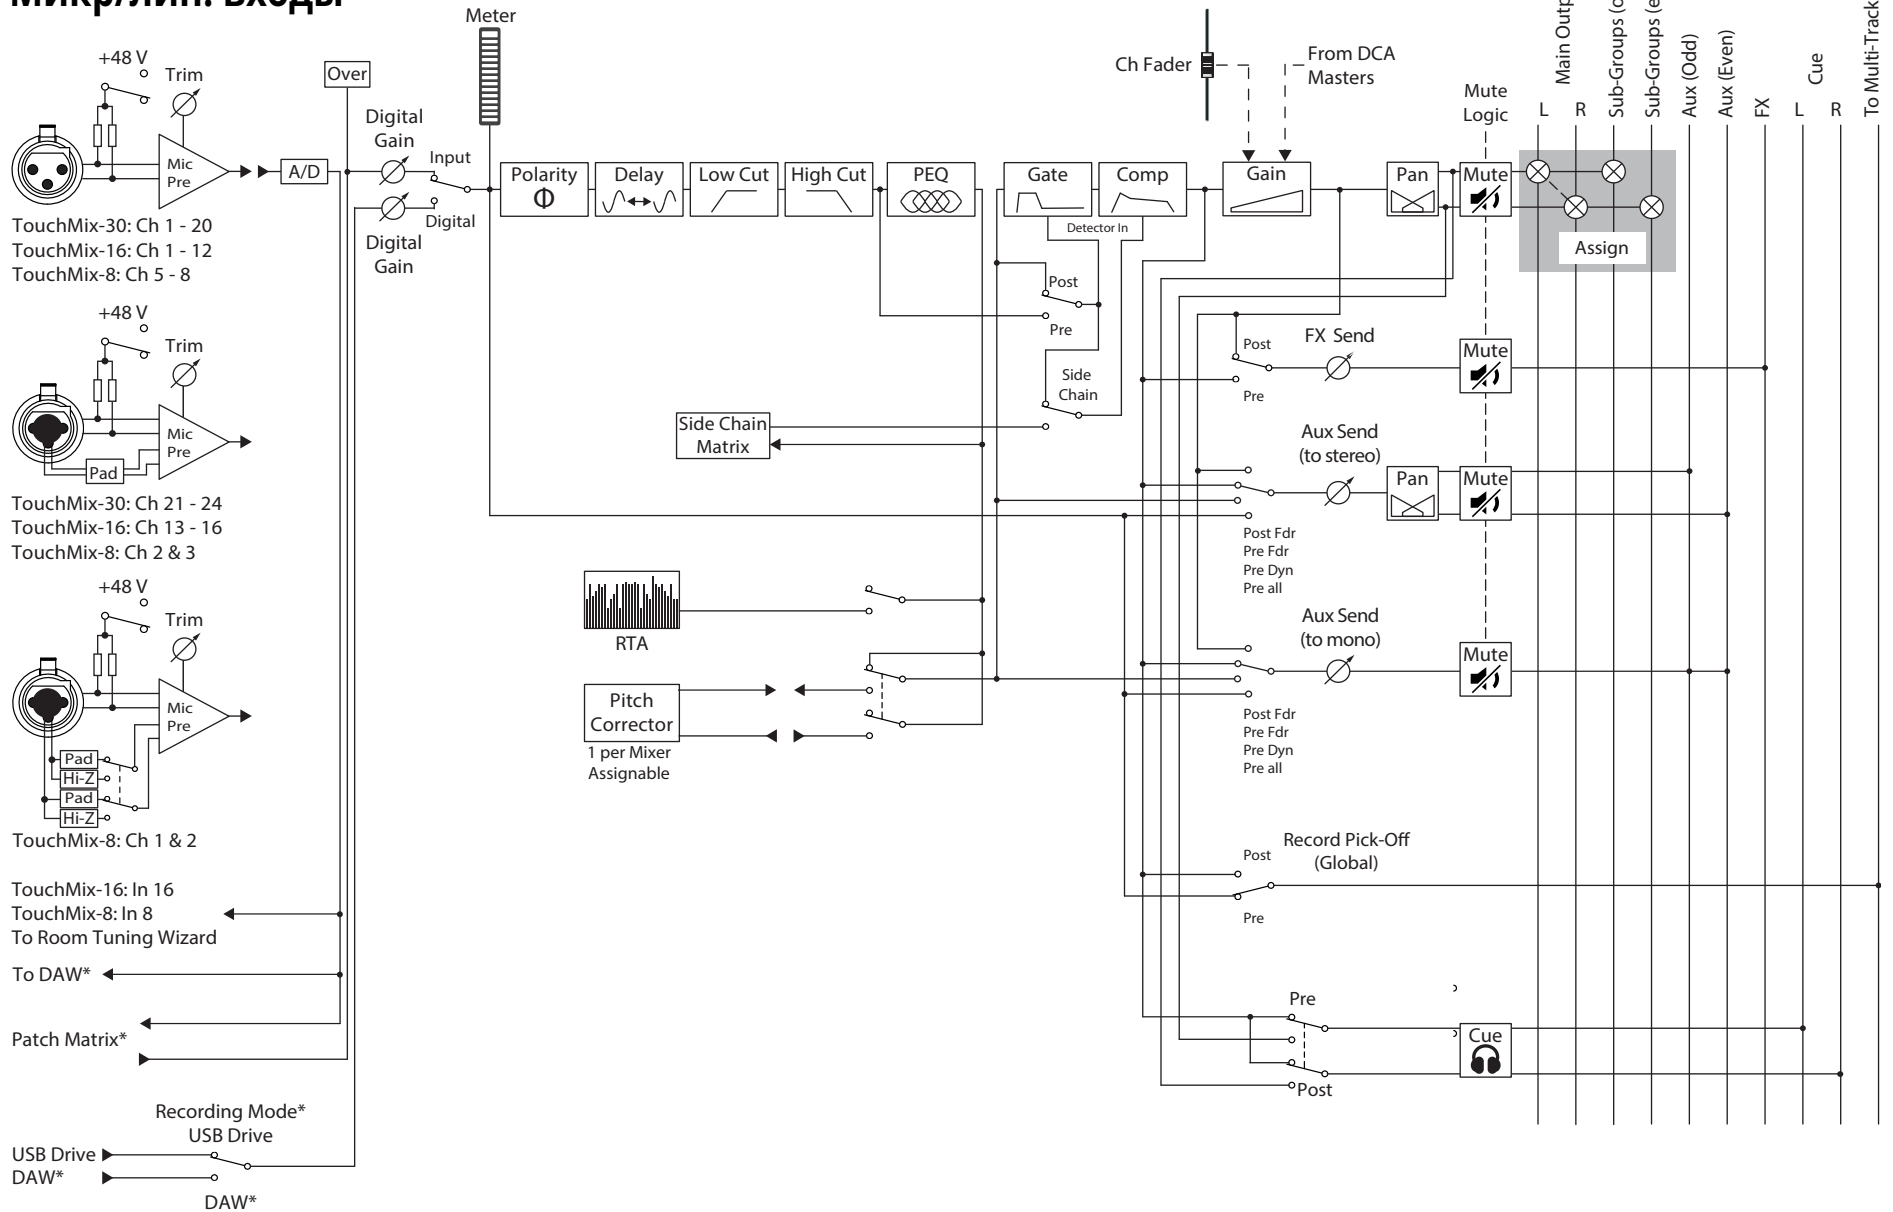 Микр/лин. входы
Meter
+48 V
Trim
Over
Digital
Gain
Input
Mic
Pre
A/D
Digital
Digital
Gain
TouchMix-30: Ch 1 - 20
TouchMix-16: Ch 1 - 12
TouchMix-8: Ch 5 - 8
Polarity
Φ
Delay
Low Cut
High Cut
PEQ
Gate
Comp
Detector In
Ch Fader
From DCA
Masters
Gain
Pan
Mute
Logic
Mute
Assign
L
R
Main Outp
Sub-Groups (o
Sub-Groups (e
Aux (Odd)
Aux (Even)
FX
Cue
L
R
To Multi-Track
Post
Pre
Side
Chain
Side Chain
Matrix
Post
FX Send
Pre
Mute
+48 V
Trim
Mic
Pre
Pad
TouchMix-30: Ch 21 - 24
TouchMix-16: Ch 13 - 16
TouchMix-8: Ch 2 & 3
Aux Send
(to stereo)
Pan
Mute
Post Fdr
Pre Fdr
Pre Dyn
Pre all
+48 V
Trim
Mic
Pre
Pad
Hi-Z
Pad
Hi-Z
TouchMix-8: Ch 1 & 2
RTA
Pitch
Corrector
1 per Mixer
Assignable
Aux Send
(to mono)
Mute
Post Fdr
Pre Fdr
Pre Dyn
Pre all
Record Pick-Off
(Global)
Post
Pre
TouchMix-16: In 16
TouchMix-8: In 8
To Room Tuning Wizard
To DAW*
Patch Matrix*
Pre
Cue
Post
Recording Mode*
USB Drive
USB Drive
DAW*
DAW*